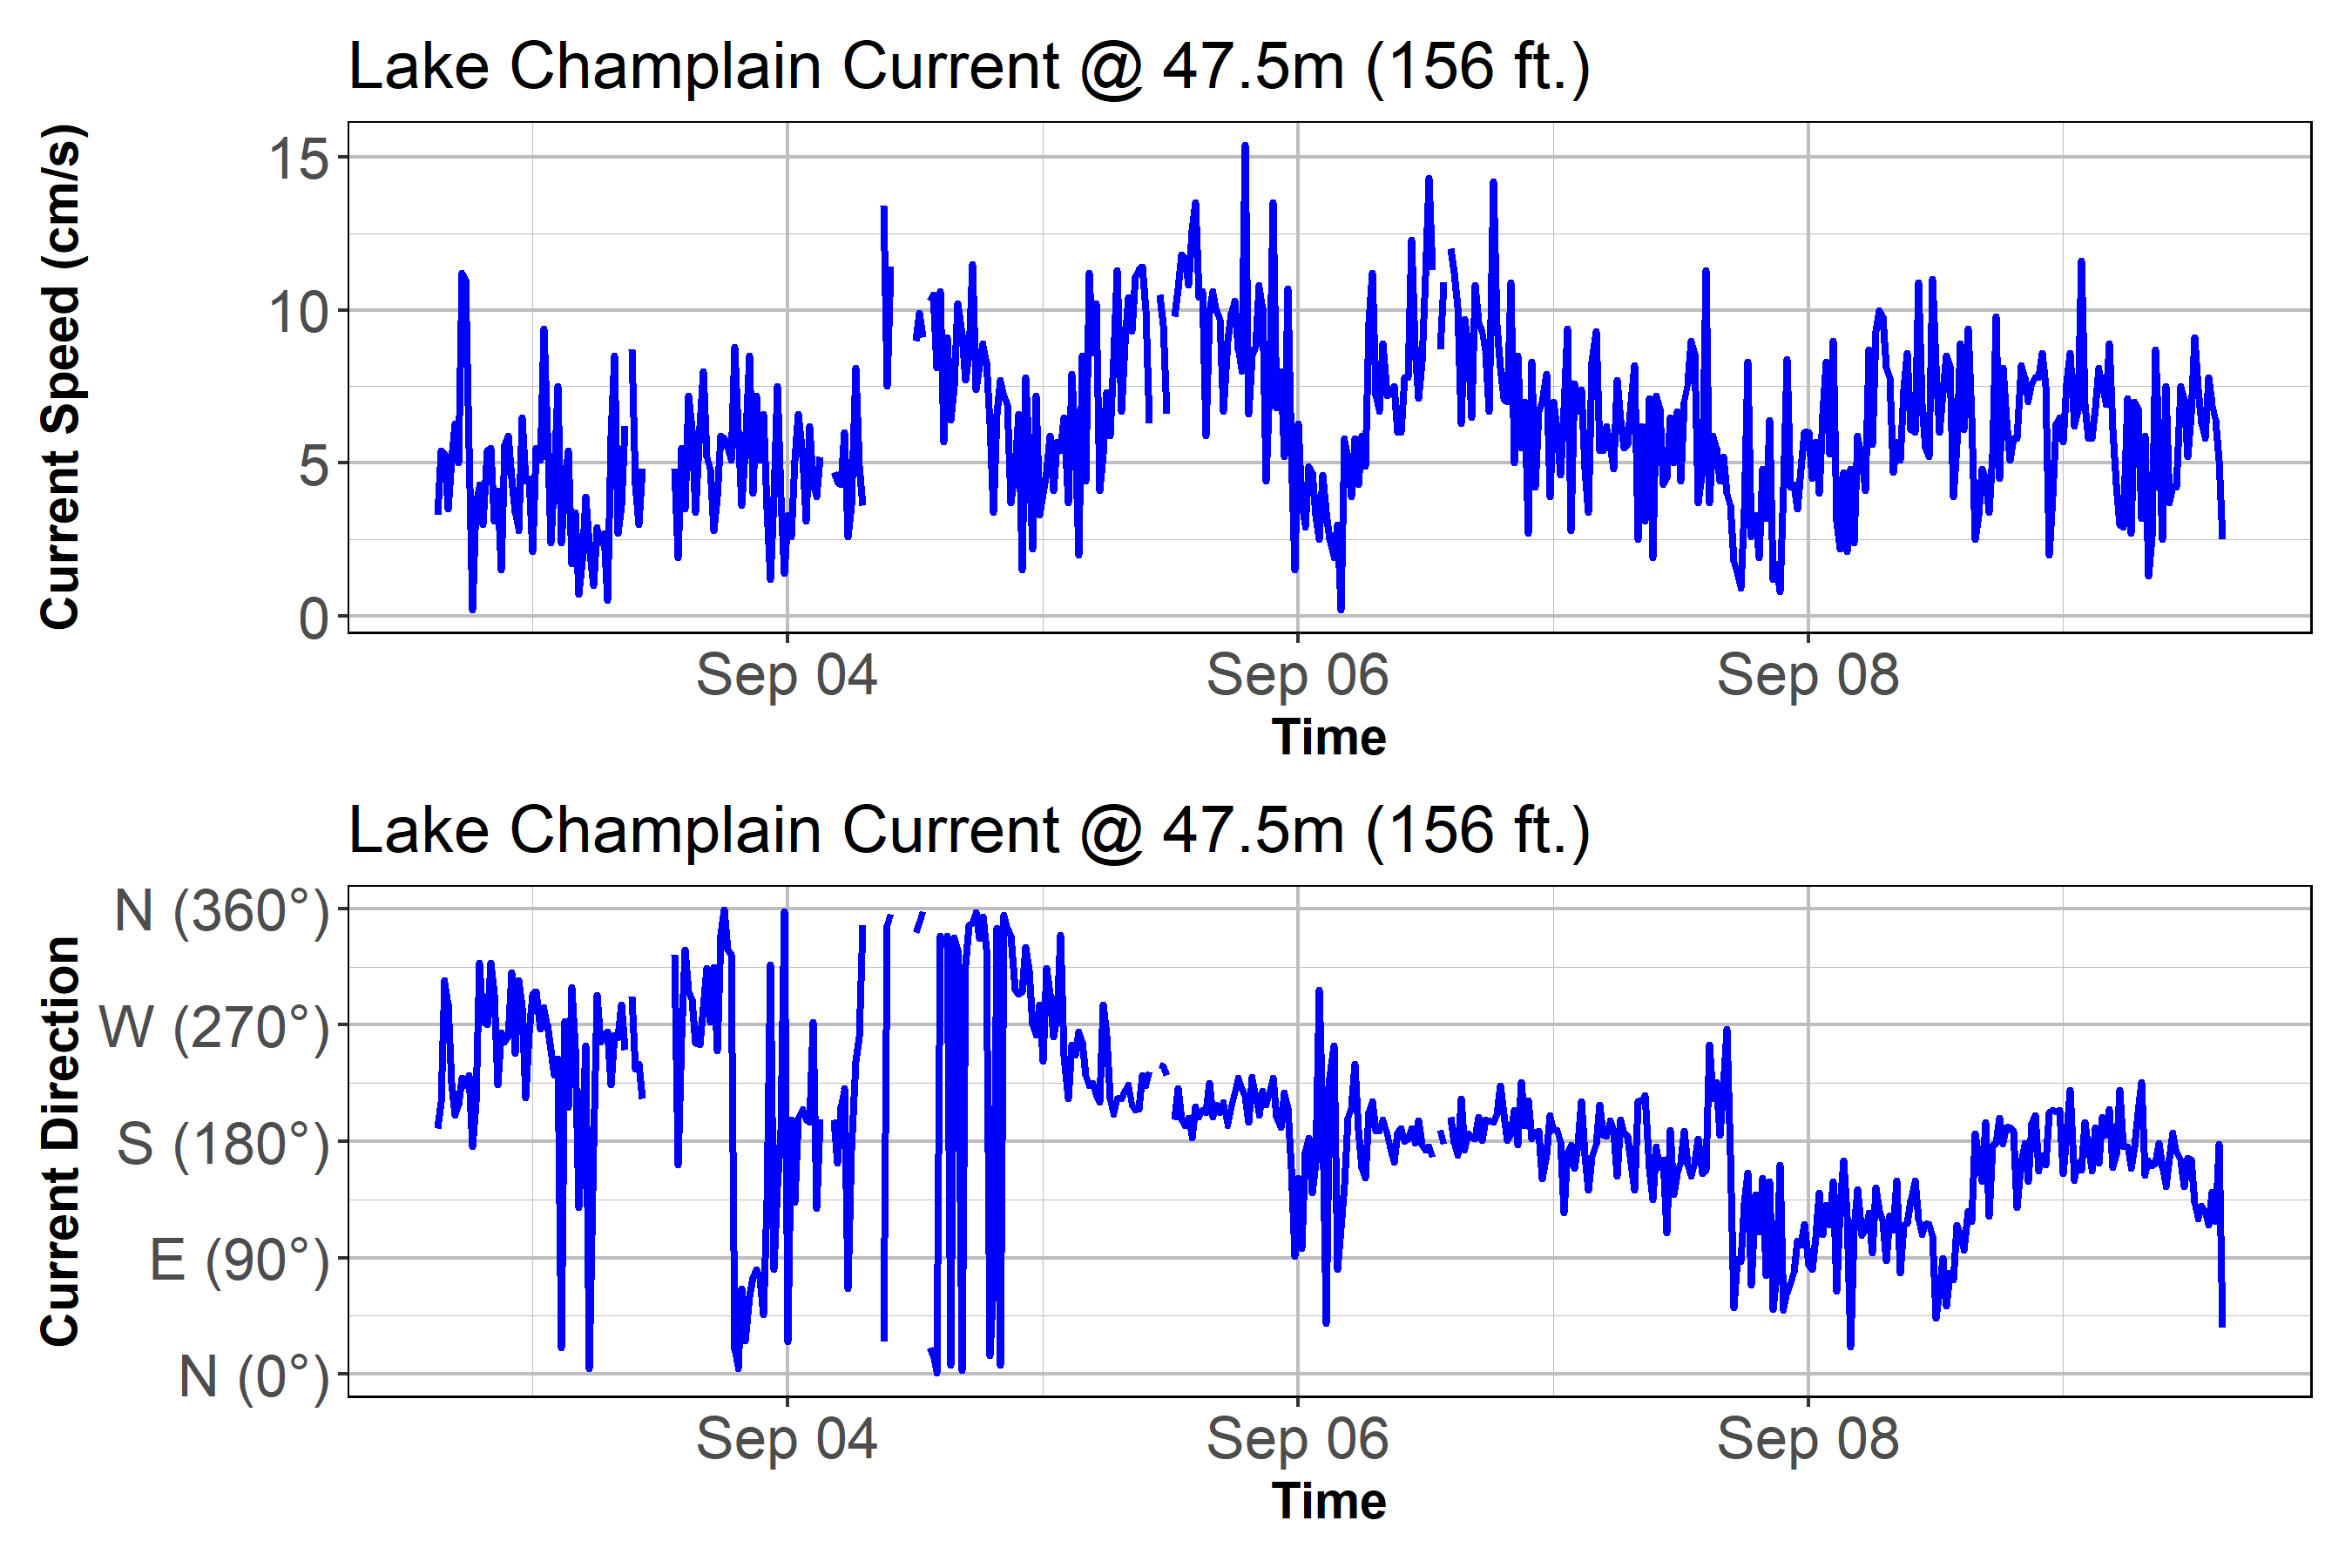 Lake Champlain Current @ 47.5m (156 ft.)
Current Speed (cm/s)
15
10
5
0
Sep 04 Sep 06 Sep 08
Time
Lake Champlain Current @ 47.5m (156 ft.)
Current Direction
N (360°)
W (270°)
S (180°)
E (90°)
N (0°)
Sep 04 Sep 06 Sep 08
Time